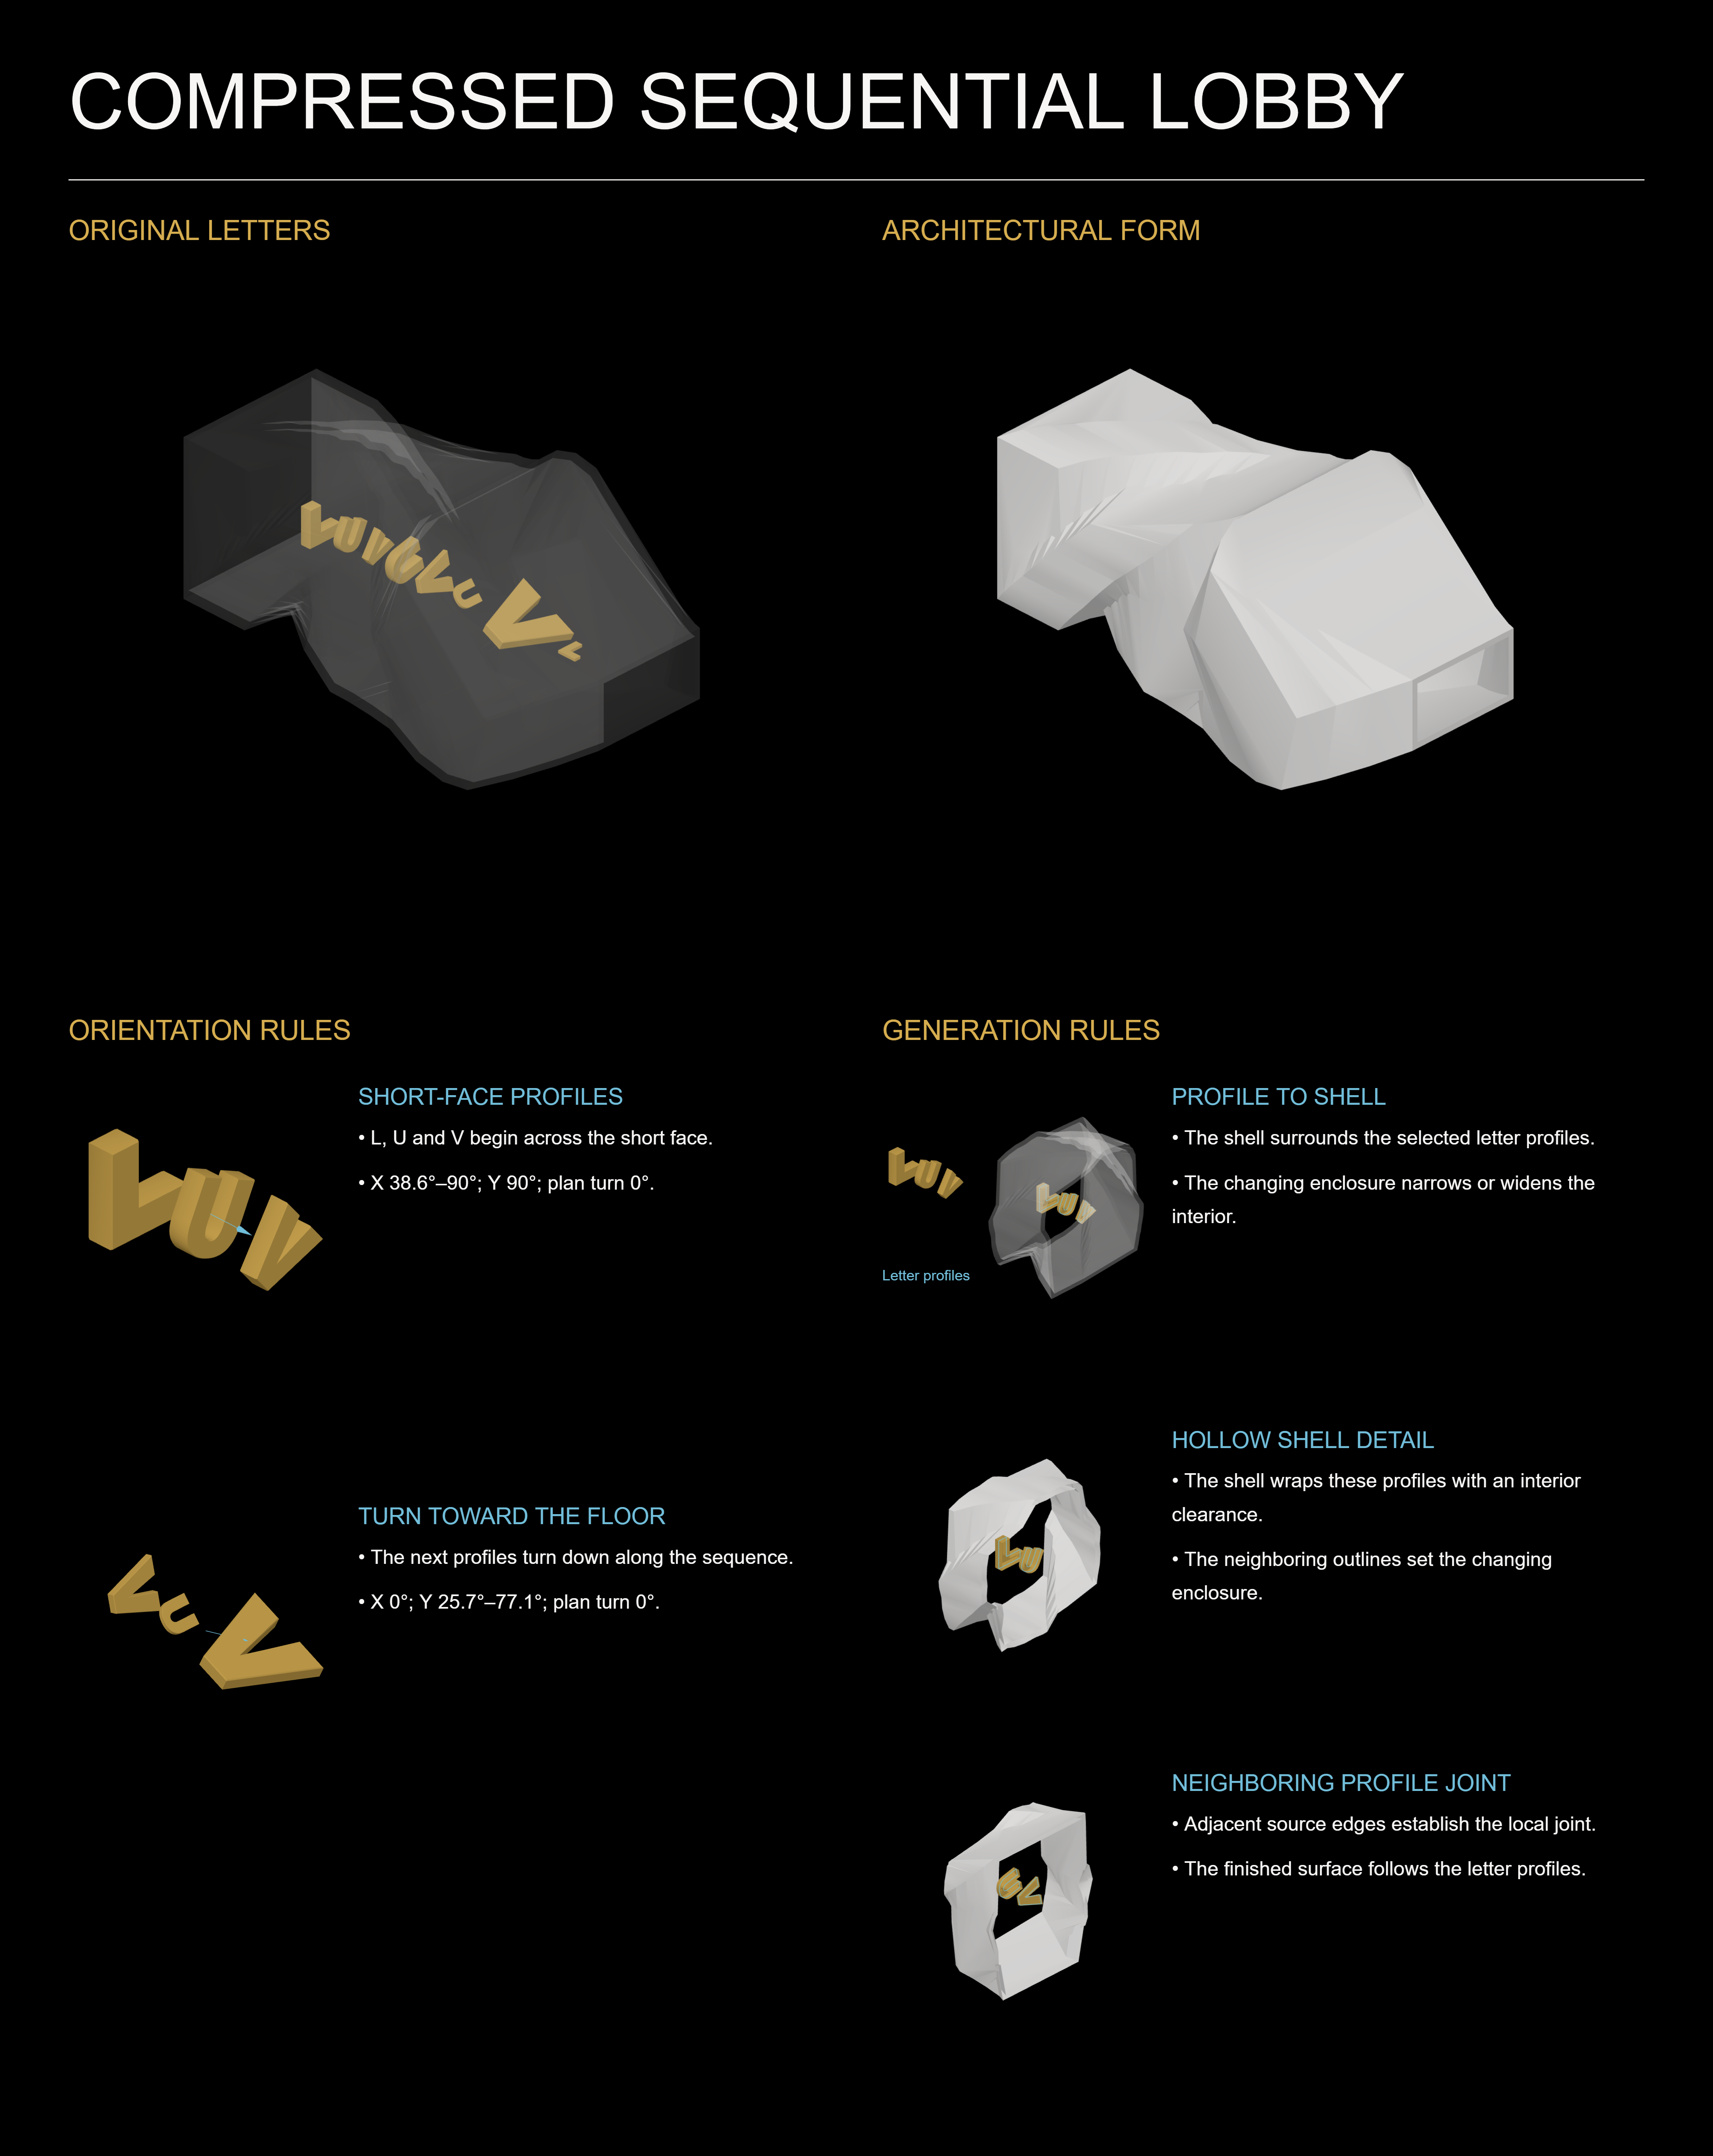 COMPRESSED SEQUENTIAL LOBBY
ORIGINAL LETTERS
ARCHITECTURAL FORM
L U V U V U V L
ORIENTATION RULES
L U V
SHORT-FACE PROFILES
• L, U and V begin across the short face.
• X 38.6°–90°; Y 90°; plan turn 0°.
V U V
TURN TOWARD THE FLOOR
• The next profiles turn down along the sequence.
• X 0°; Y 25.7°–77.1°; plan turn 0°.
GENERATION RULES
L U V
L U V
Letter profiles
PROFILE TO SHELL
• The shell surrounds the selected letter profiles.
• The changing enclosure narrows or widens the
interior.
L U
HOLLOW SHELL DETAIL
• The shell wraps these profiles with an interior
clearance.
• The neighboring outlines set the changing
enclosure.
U V
NEIGHBORING PROFILE JOINT
• Adjacent source edges establish the local joint.
• The finished surface follows the letter profiles.